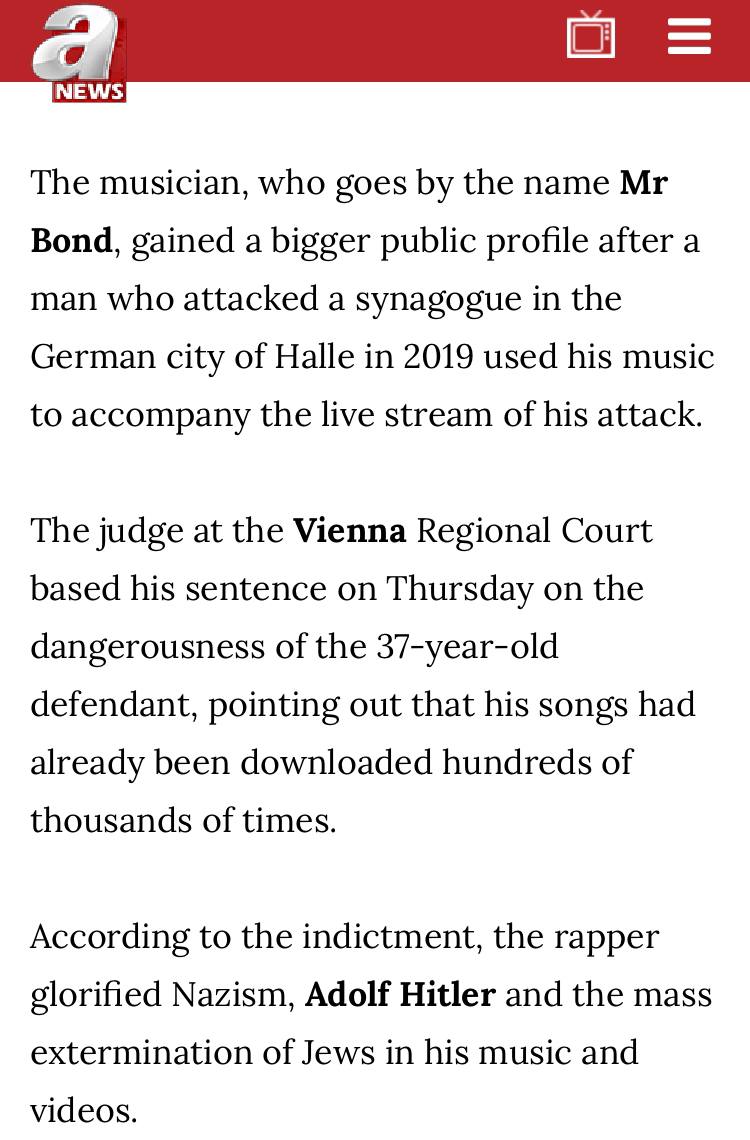 a
NEWS
The musician, who goes by the name Mr
Bond, gained a bigger public profile after a
man who attacked a synagogue in the
German city of Halle in 2019 used his music
to accompany the live stream of his attack.
The judge at the Vienna Regional Court
based his sentence on Thursday on the
dangerousness of the 37-year-old
defendant, pointing out that his songs had
already been downloaded hundreds of
thousands of times.
According to the indictment, the rapper
glorified Nazism, Adolf Hitler and the mass
extermination of Jews in his music and
videos.